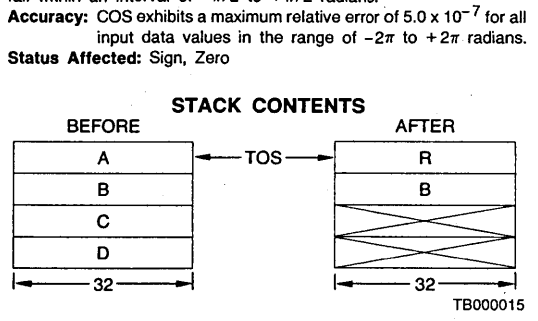 Accuracy: COS exhibits a maximum relative error of 5.0 x 10⁻⁷ for all
input data values in the range of −2π to +2π radians.
Status Affected: Sign, Zero
STACK CONTENTS
BEFORE AFTER
A TOS R
B B
C
D
32 32
TB000015